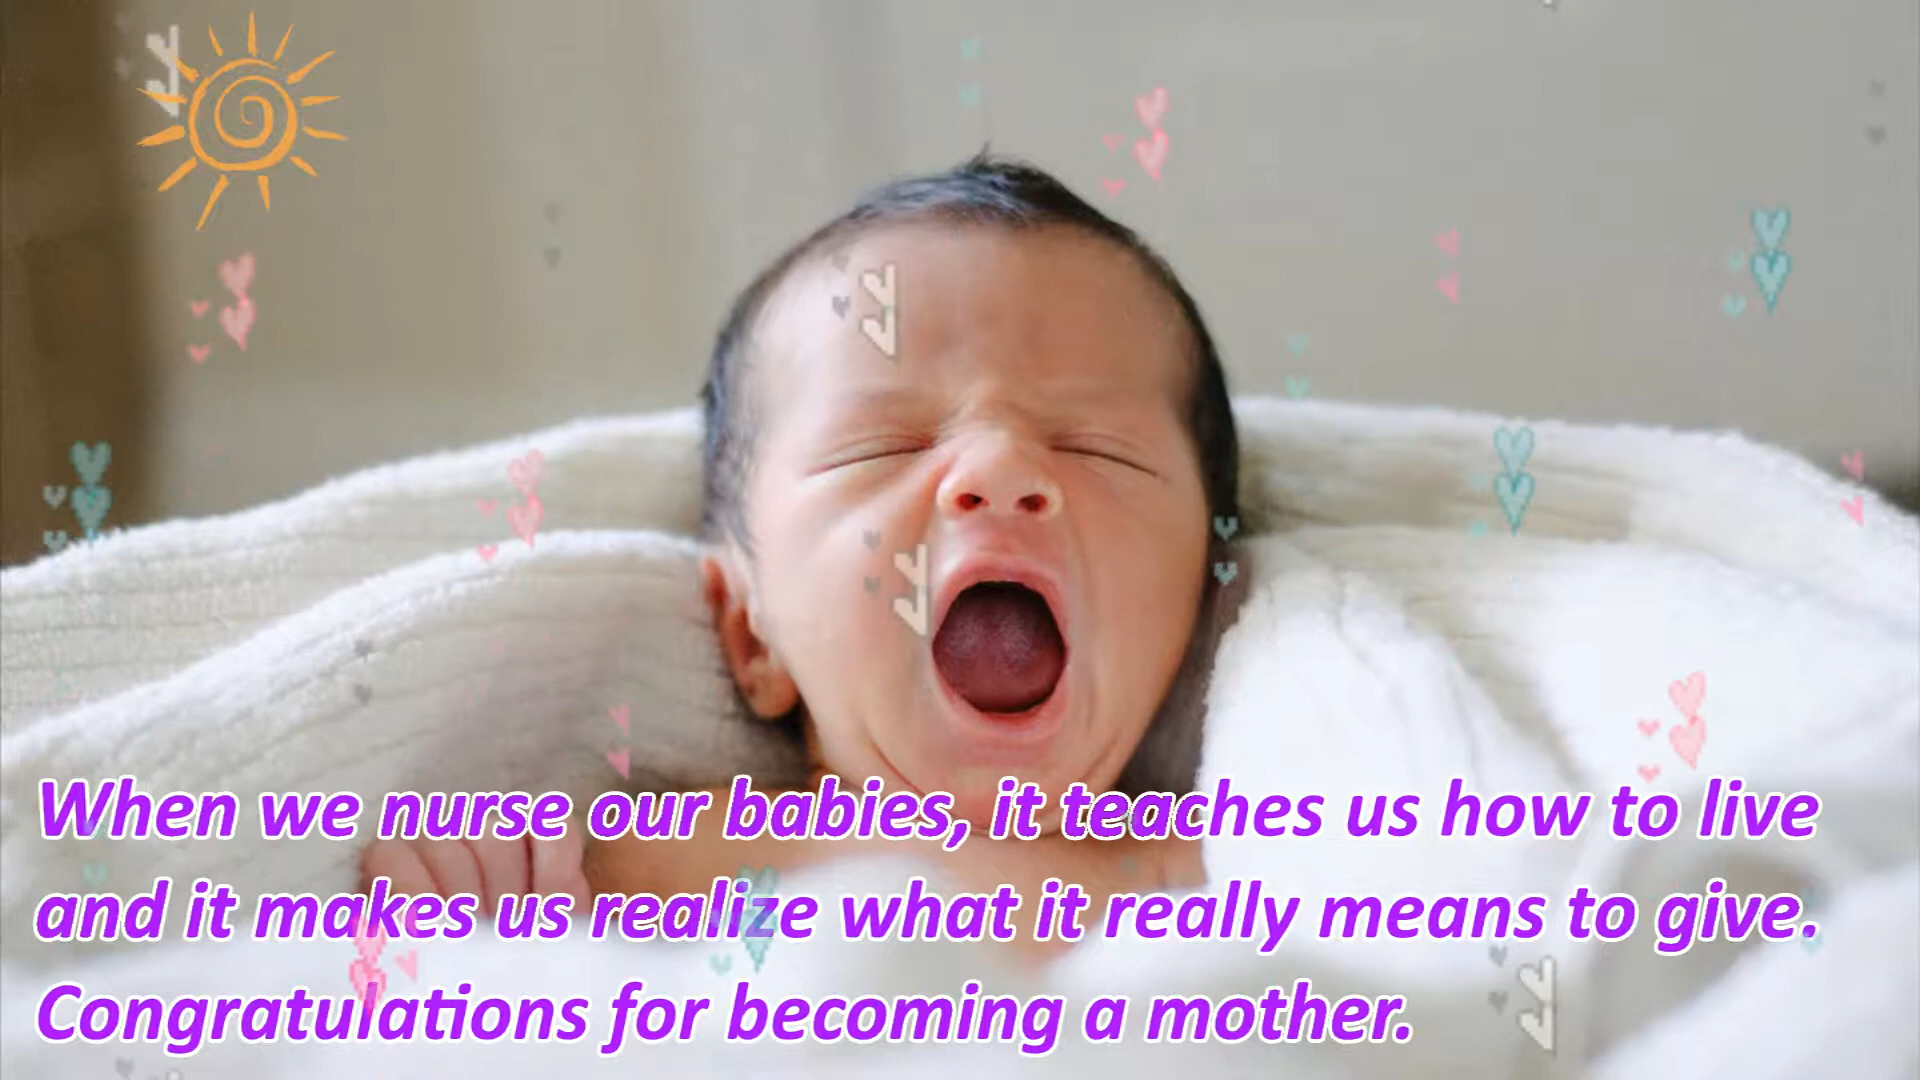 When we nurse our babies, it teaches us how to live
and it makes us realize what it really means to give.
Congratulations for becoming a mother.